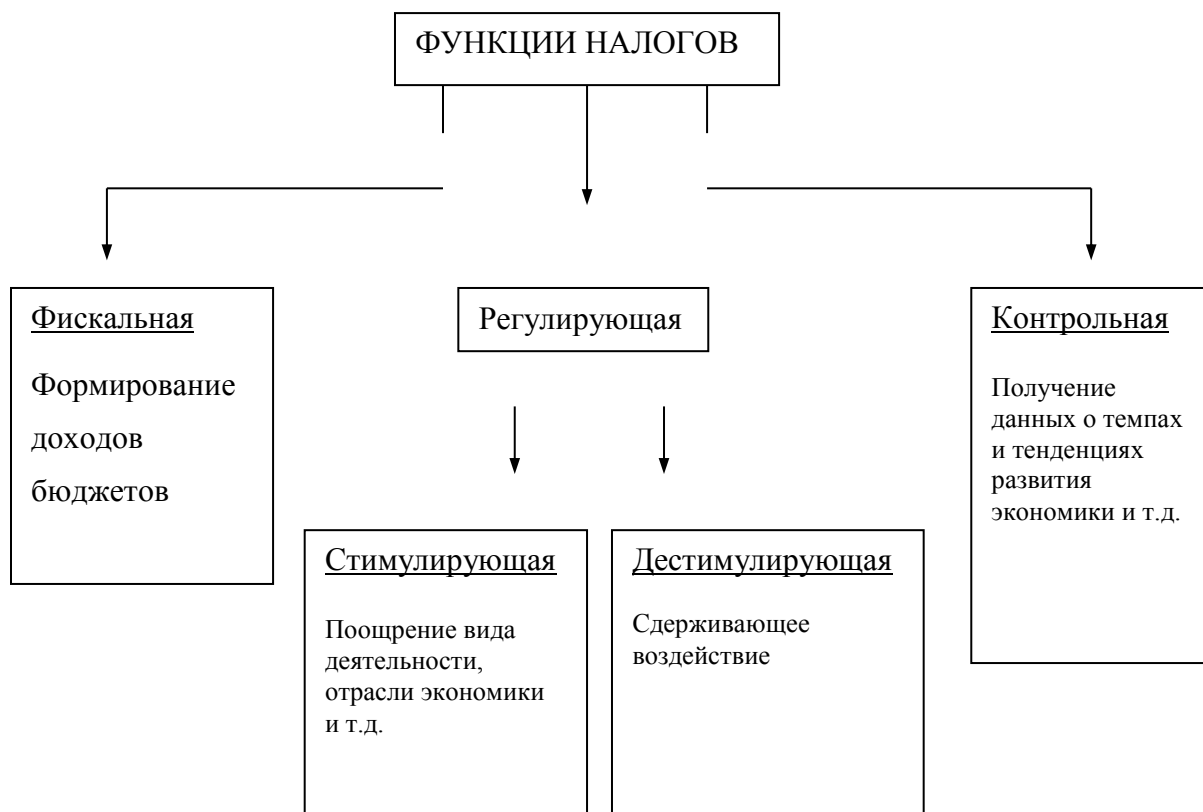 ФУНКЦИИ НАЛОГОВ
Фискальная
Формирование
доходов
бюджетов
Регулирующая
Контрольная
Получение
данных о темпах
и тенденциях
развития
экономики и т.д.
Стимулирующая
Поощрение вида
деятельности,
отрасли экономики
и т.д.
Дестимулирующая
Сдерживающее
воздействие